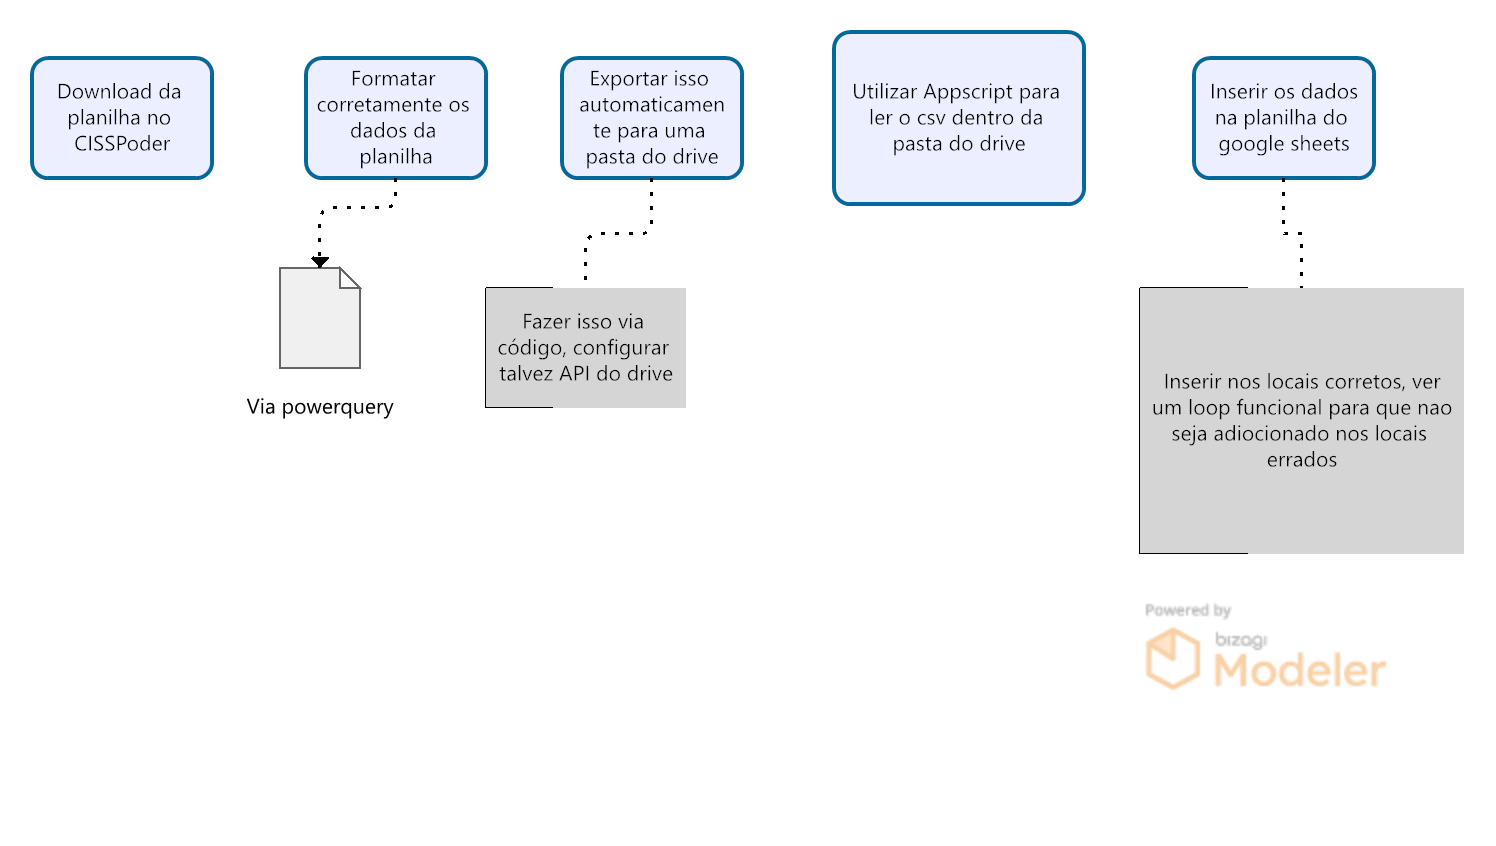 Download da
planilha no
CISSPoder
Formatar
corretamente os
dados da
planilha
Exportar isso
automaticamen
te para uma
pasta do drive
Utilizar Appscript para
ler o csv dentro da
pasta do drive
Inserir os dados
na planilha do
google sheets
Via powerquery
Fazer isso via
código, configurar
talvez API do drive
Inserir nos locais corretos, ver
um loop funcional para que nao
seja adiocionado nos locais
errados
Powered by
bizagi
Modeler